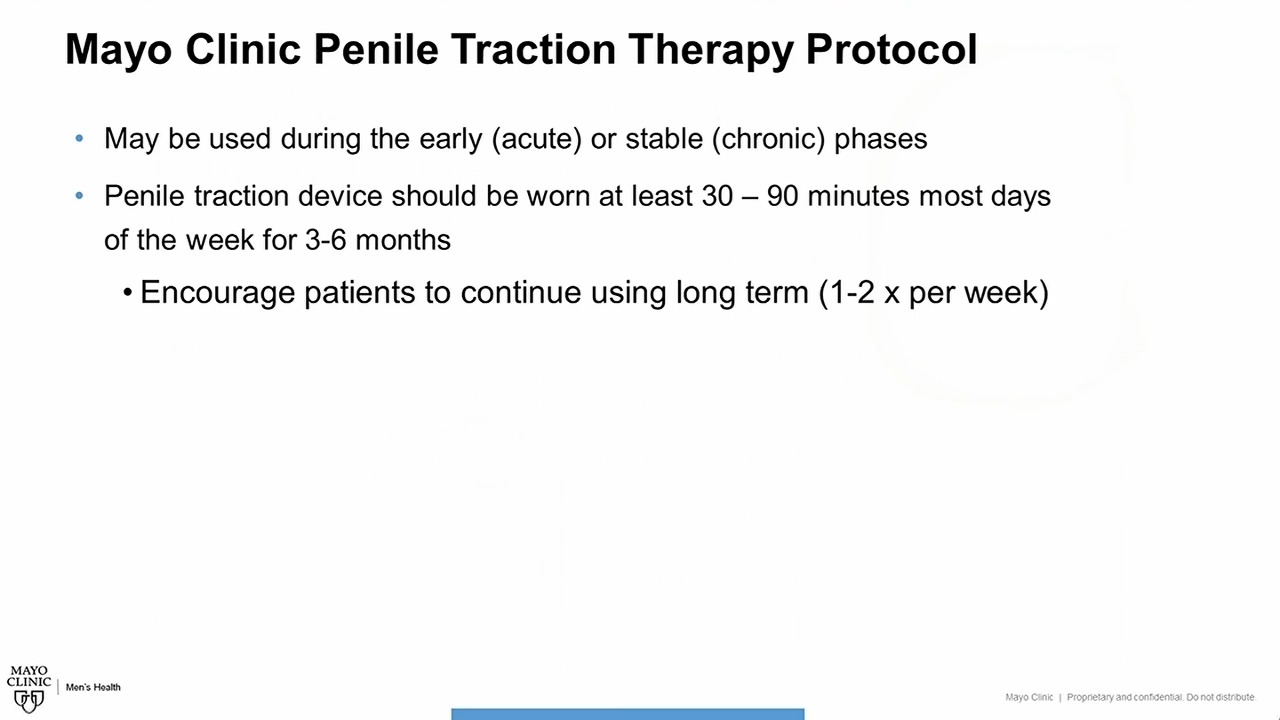 Mayo Clinic Penile Traction Therapy Protocol
• May be used during the early (acute) or stable (chronic) phases
• Penile traction device should be worn at least 30 – 90 minutes most days
of the week for 3-6 months
• Encourage patients to continue using long term (1-2 x per week)
MAYO
CLINIC
Men's Health
Mayo Clinic | Proprietary and confidential. Do not distribute.